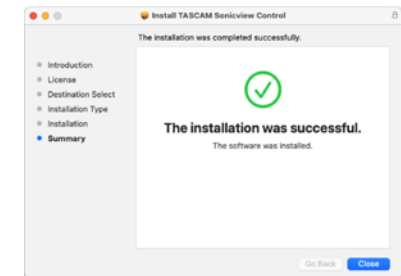 Install TASCAM Sonicview Control
The installation was completed successfully.
Introduction
License
Destination Select
Installation Type
Installation
Summary
The installation was successful.
The software was installed.
Go Back
Close